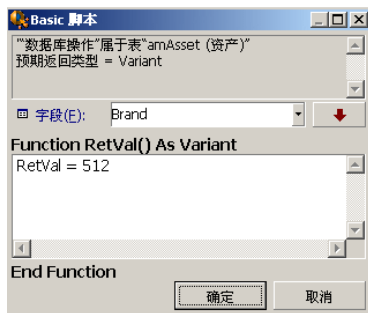 Basic 脚本
"“数据库操作”属于表“amAsset (资产)”
预期返回类型 = Variant
字段(F): Brand
Function RetVal() As Variant
RetVal = 512
End Function
确定 取消